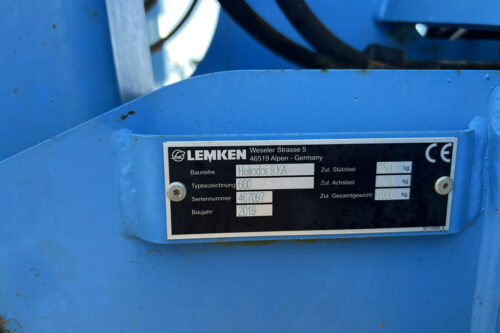 LEMKEN
Weseler Strasse 5
46519 Alpen - Germany
CE
Baureihe Heliodor 9 KA Zul. Stützlast kg
Typbezeichnung 600 Zul. Achslast kg
Seriennummer 467097 Zul. Gesamtgewicht kg
Baujahr 2019